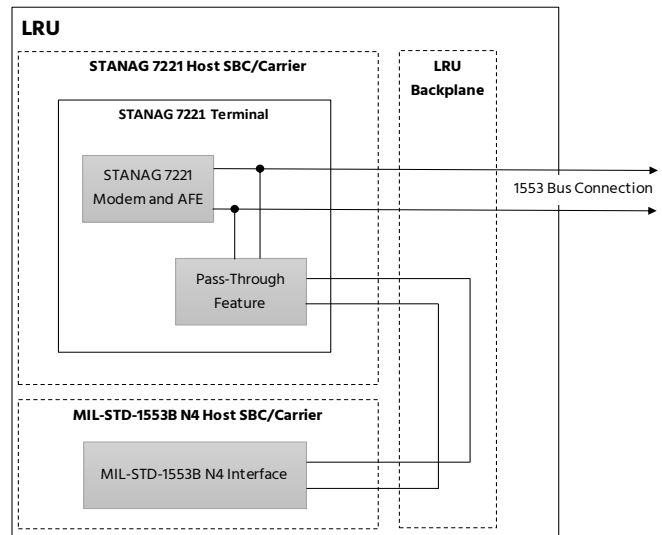 LRU
STANAG 7221 Host SBC/Carrier
LRU
Backplane
STANAG 7221 Terminal
STANAG 7221
Modem and AFE
1553 Bus Connection
Pass-Through
Feature
MIL-STD-1553B N4 Host SBC/Carrier
MIL-STD-1553B N4 Interface